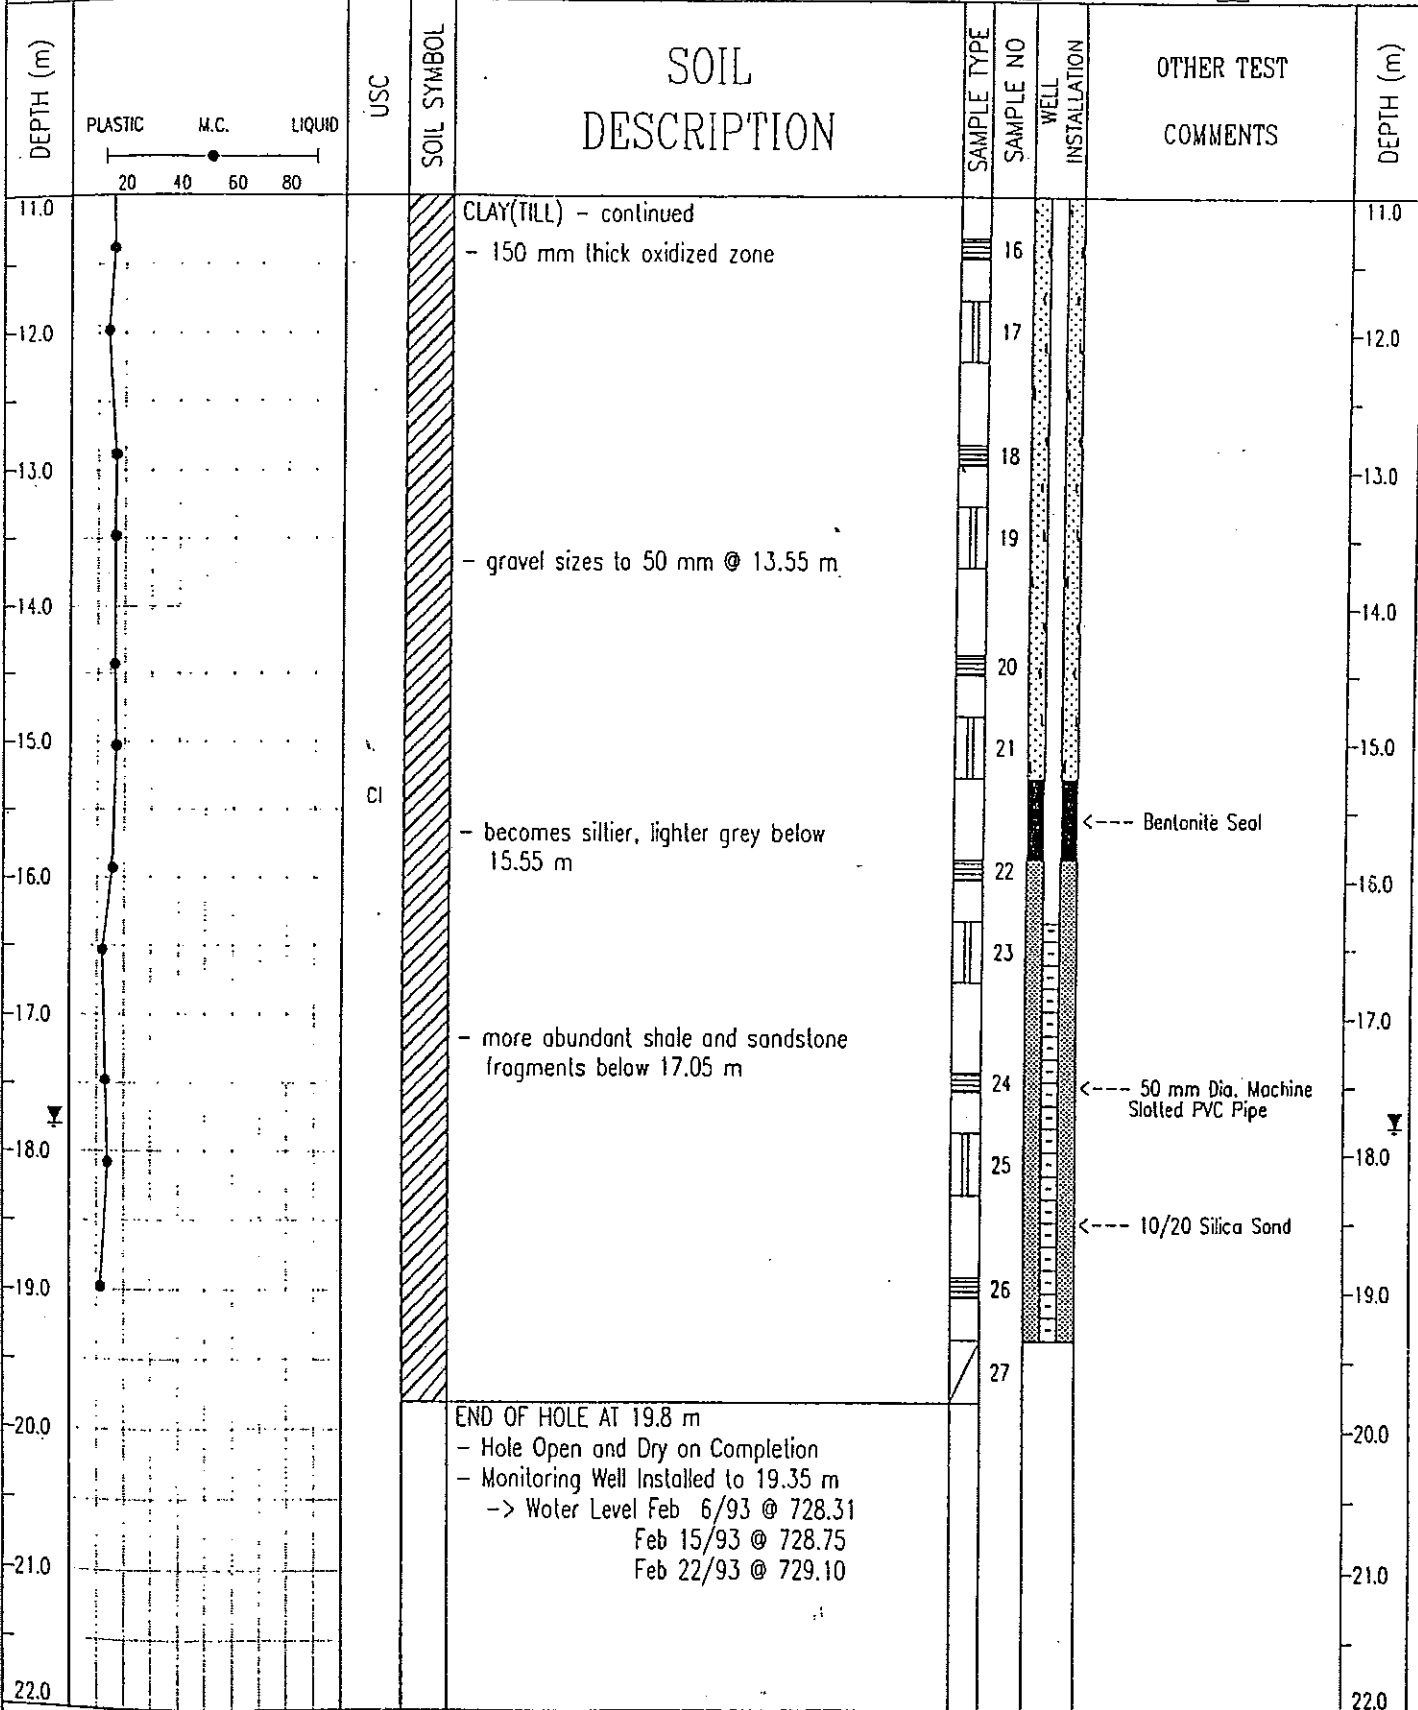 DEPTH (m)
PLASTIC M.C. LIQUID
20 40 60 80
USC
SOIL SYMBOL
SOIL
DESCRIPTION
SAMPLE TYPE
SAMPLE NO
WELL
INSTALLATION
OTHER TEST
COMMENTS
DEPTH (m)
11.0
CLAY(TILL) - continued
11.0
- 150 mm thick oxidized zone
16
-12.0
17
-12.0
18
-13.0
-13.0
19
- gravel sizes to 50 mm @ 13.55 m
-14.0
-14.0
20
-15.0
21
-15.0
CI
- becomes siltier, lighter grey below
15.55 m
<--- Bentonite Seal
22
-16.0
-16.0
23
-17.0
-17.0
- more abundant shale and sandstone
fragments below 17.05 m
24
<--- 50 mm Dia. Machine
Slotted PVC Pipe
-18.0
-18.0
25
<--- 10/20 Silica Sand
-19.0
26
-19.0
27
END OF HOLE AT 19.8 m
-20.0
-20.0
- Hole Open and Dry on Completion
- Monitoring Well Installed to 19.35 m
-> Water Level Feb 6/93 @ 728.31
Feb 15/93 @ 728.75
Feb 22/93 @ 729.10
-21.0
-21.0
22.0
22.0